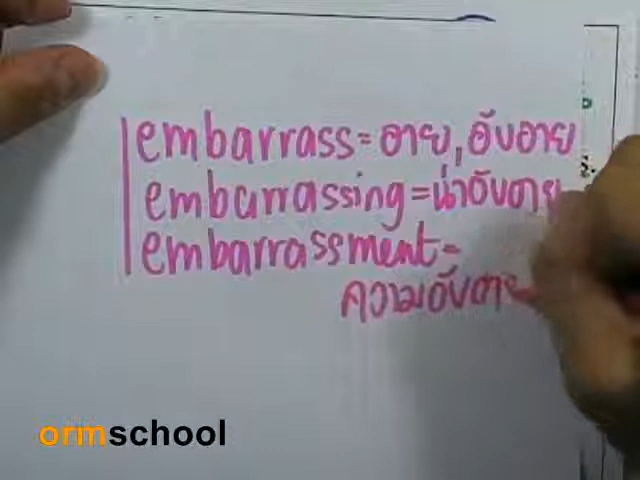 embarrass = อาย, อับอาย
embarrassing = น่าอับอาย
embarrassment =
ความอับอาย
ormschool